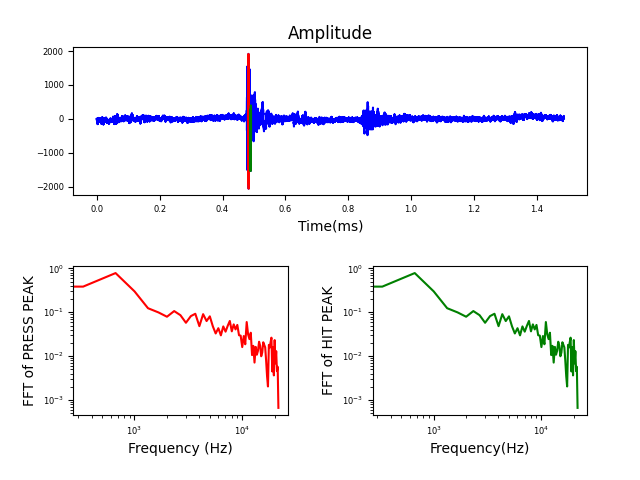 Amplitude
2000
1000
0
−1000
−2000
0.0 0.2 0.4 0.6 0.8 1.0 1.2 1.4
Time(ms)
FFT of PRESS PEAK
10⁰
10⁻¹
10⁻²
10⁻³
10³ 10⁴
Frequency (Hz)
FFT of HIT PEAK
10⁰
10⁻¹
10⁻²
10⁻³
10³ 10⁴
Frequency(Hz)